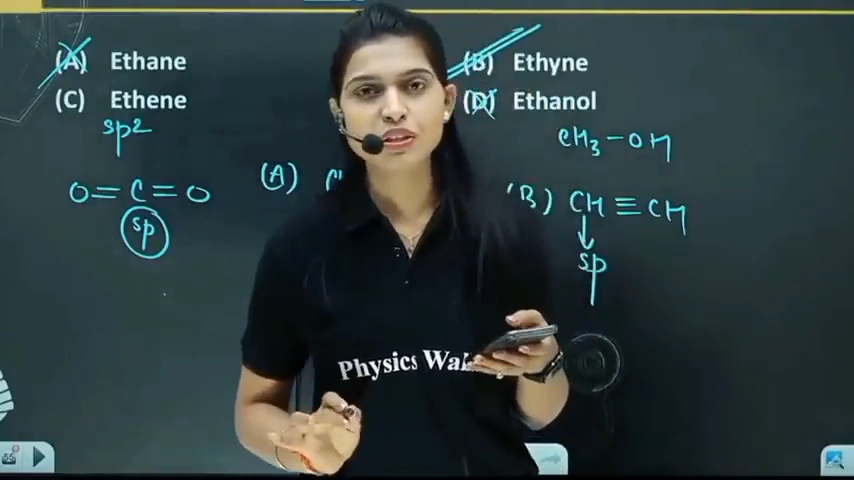 (A) Ethane
(B) Ethyne
(C) Ethene
(D) Ethanol
sp2
CH3-OH
O=C=O
(A)
(B) CH≡CH
sp
sp
Physics Wal